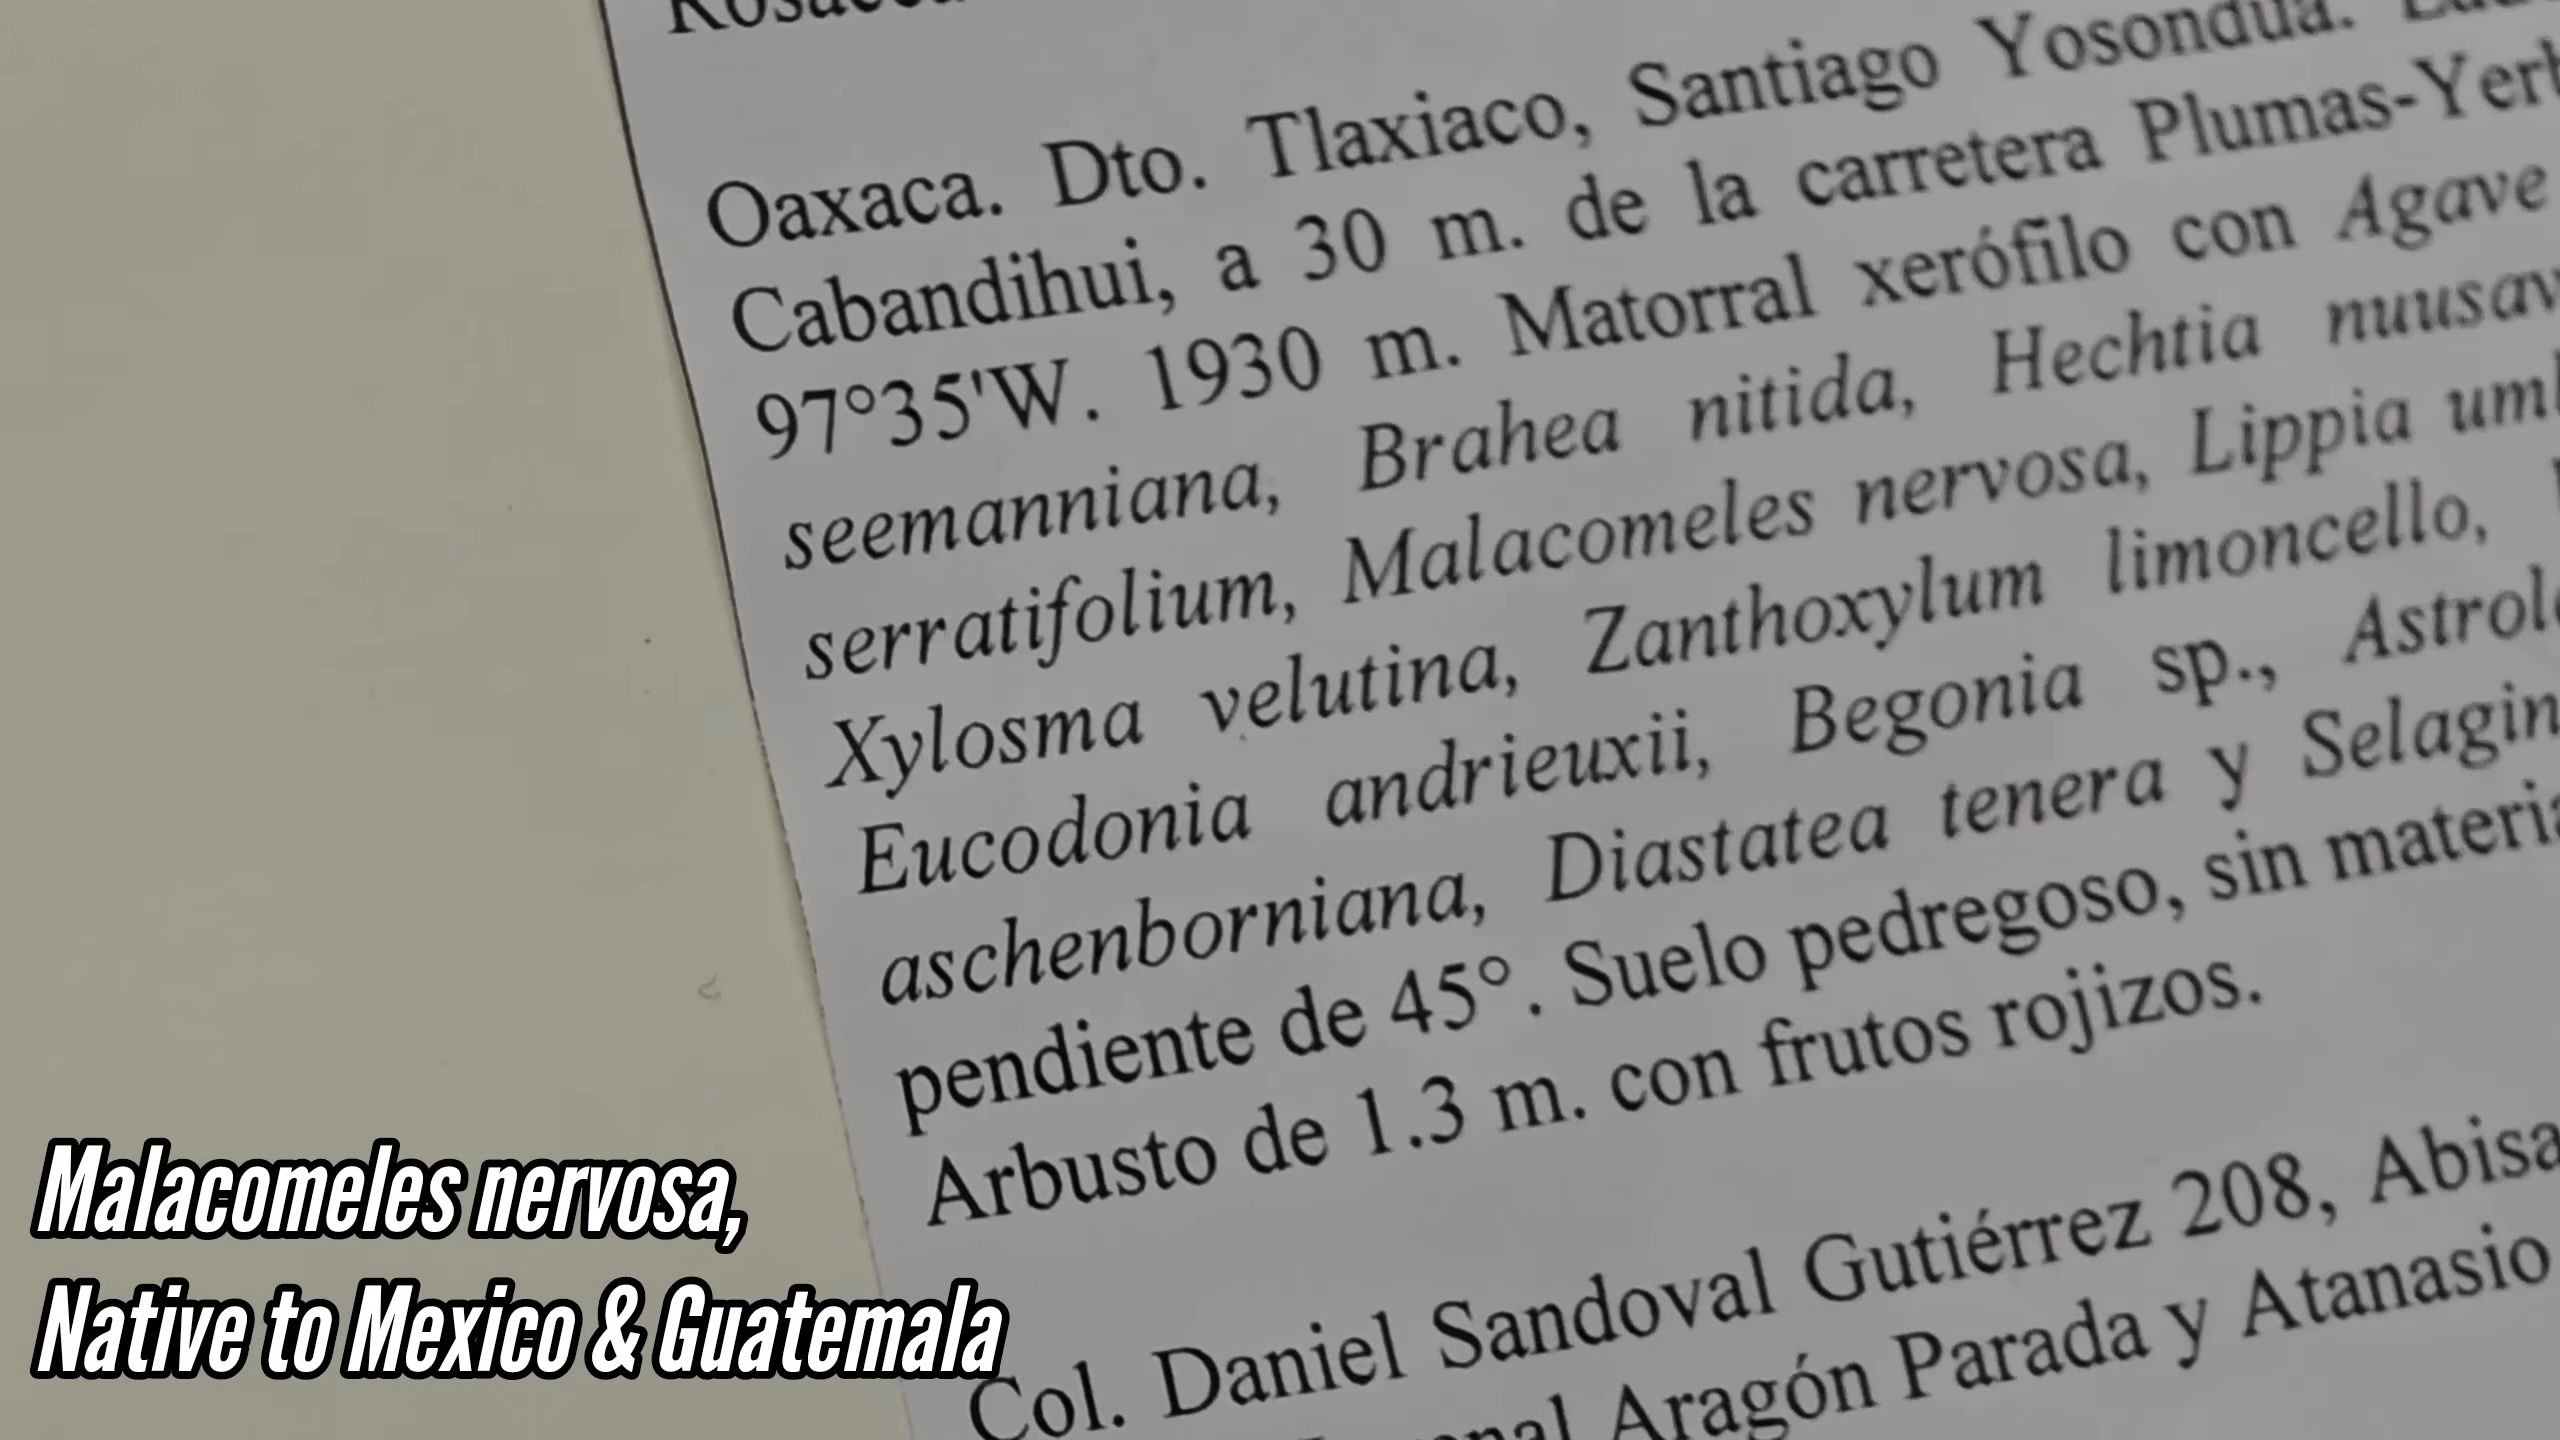 Oaxaca. Dto. Tlaxiaco, Santiago Yosondúa.
Cabandihui, a 30 m. de la carretera
97°35'W. 1930 m. Matorral xerófilo con Agave
seemanniana, Brahea nitida, Hechtia
serratifolium, Malacomeles nervosa, Lippia
Xylosma velutina, Zanthoxylum limoncello,
Eucodonia andrieuxii, Begonia sp.,
aschenborniana, Diastatea tenera y
pendiente de 45°. Suelo pedregoso, sin
Arbusto de 1.3 m. con frutos rojizos.
Col. Daniel Sandoval Gutiérrez 208,
Aragón Parada y Atanasio
Malacomeles nervosa,
Native to Mexico & Guatemala